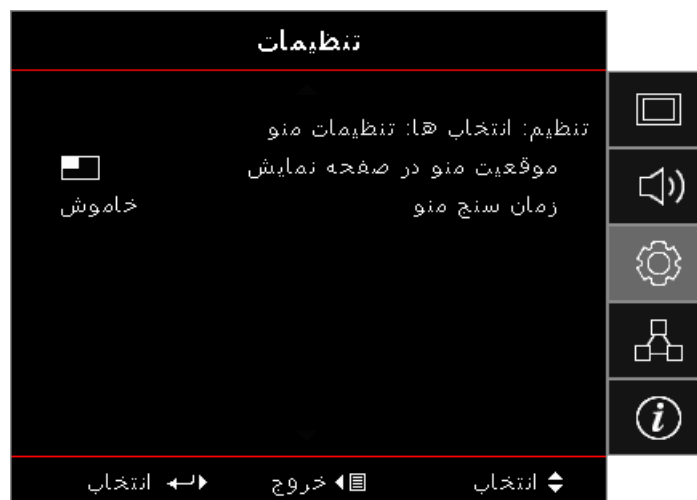 تنظیمات
تنظیم: انتخاب ها: تنظیمات منو
موقعیت منو در صفحه نمایش
زمان سنج منو خاموش
انتخاب خروج انتخاب